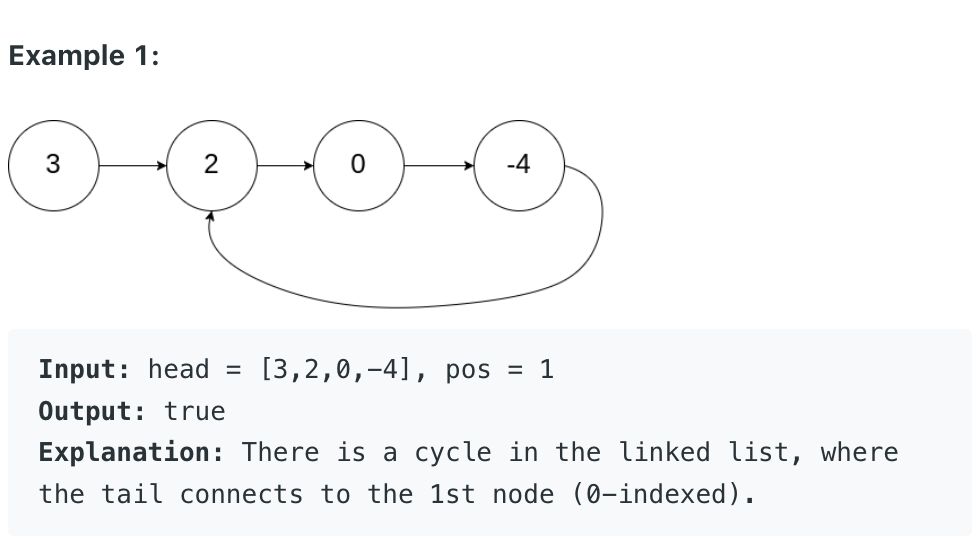 Example 1:
3 2 0 -4
Input: head = [3,2,0,-4], pos = 1
Output: true
Explanation: There is a cycle in the linked list, where
the tail connects to the 1st node (0-indexed).